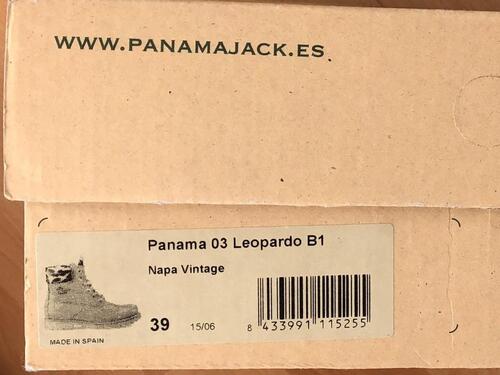 WWW.PANAMAJACK.ES
Panama 03 Leopardo B1
Napa Vintage
39 15/06
8 433991 115255
MADE IN SPAIN